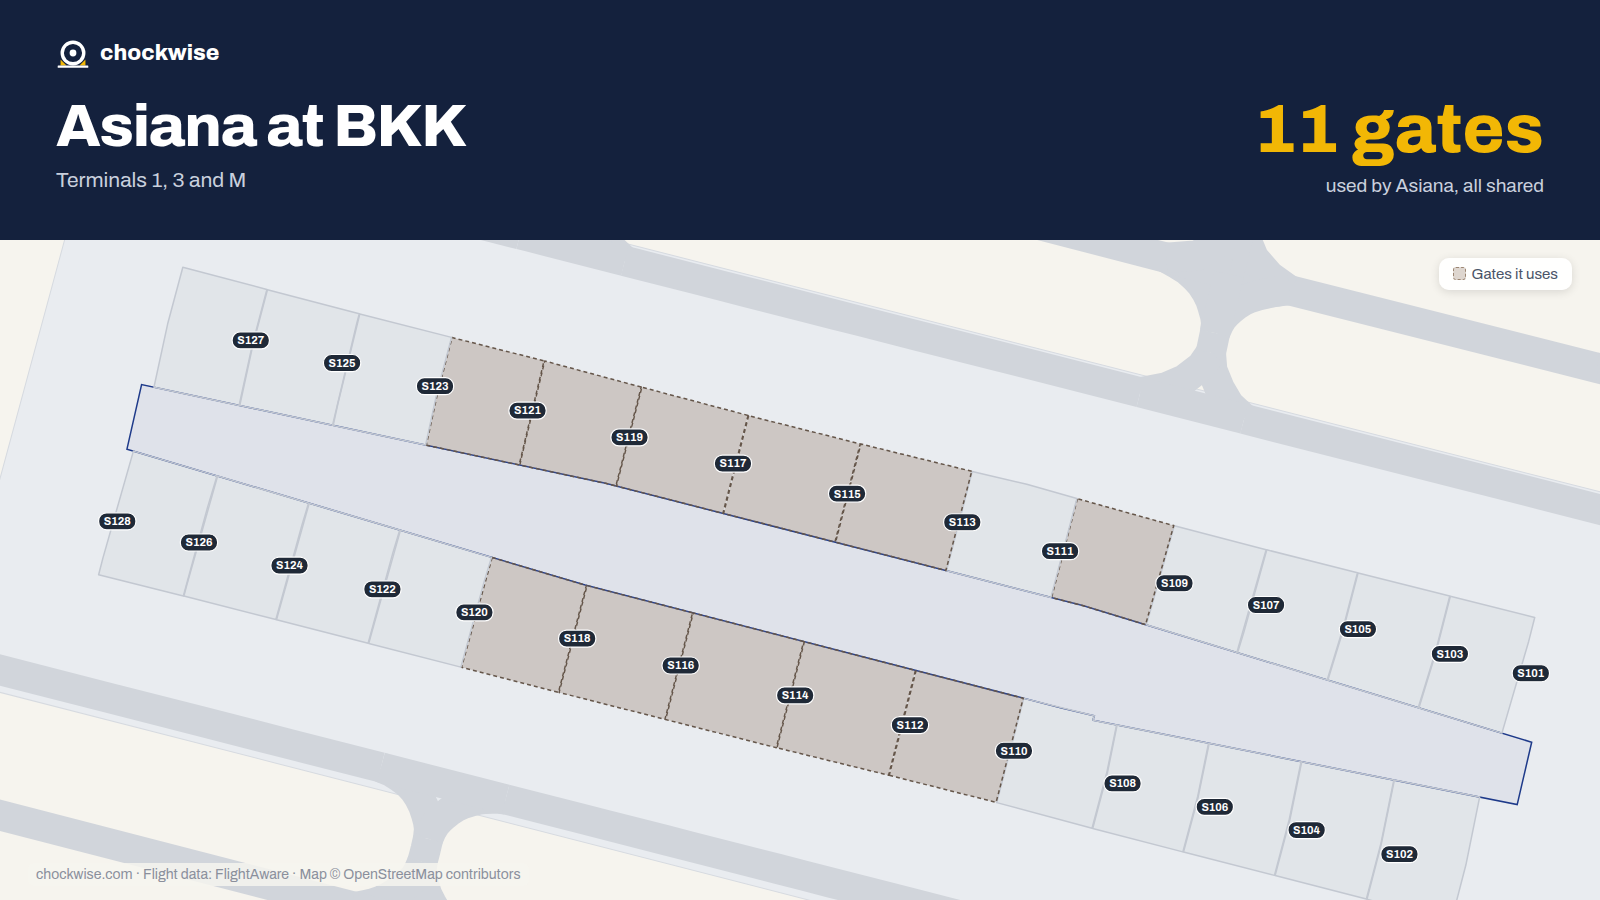 chockwise
Asiana at BKK
Terminals 1, 3 and M
11 gates
used by Asiana, all shared
Gates it uses
S127
S125
S123
S121
S119
S117
S115
S113
S111
S109
S107
S105
S103
S101
S128
S126
S124
S122
S120
S118
S116
S114
S112
S110
S108
S106
S104
S102
chockwise.com · Flight data: FlightAware · Map © OpenStreetMap contributors